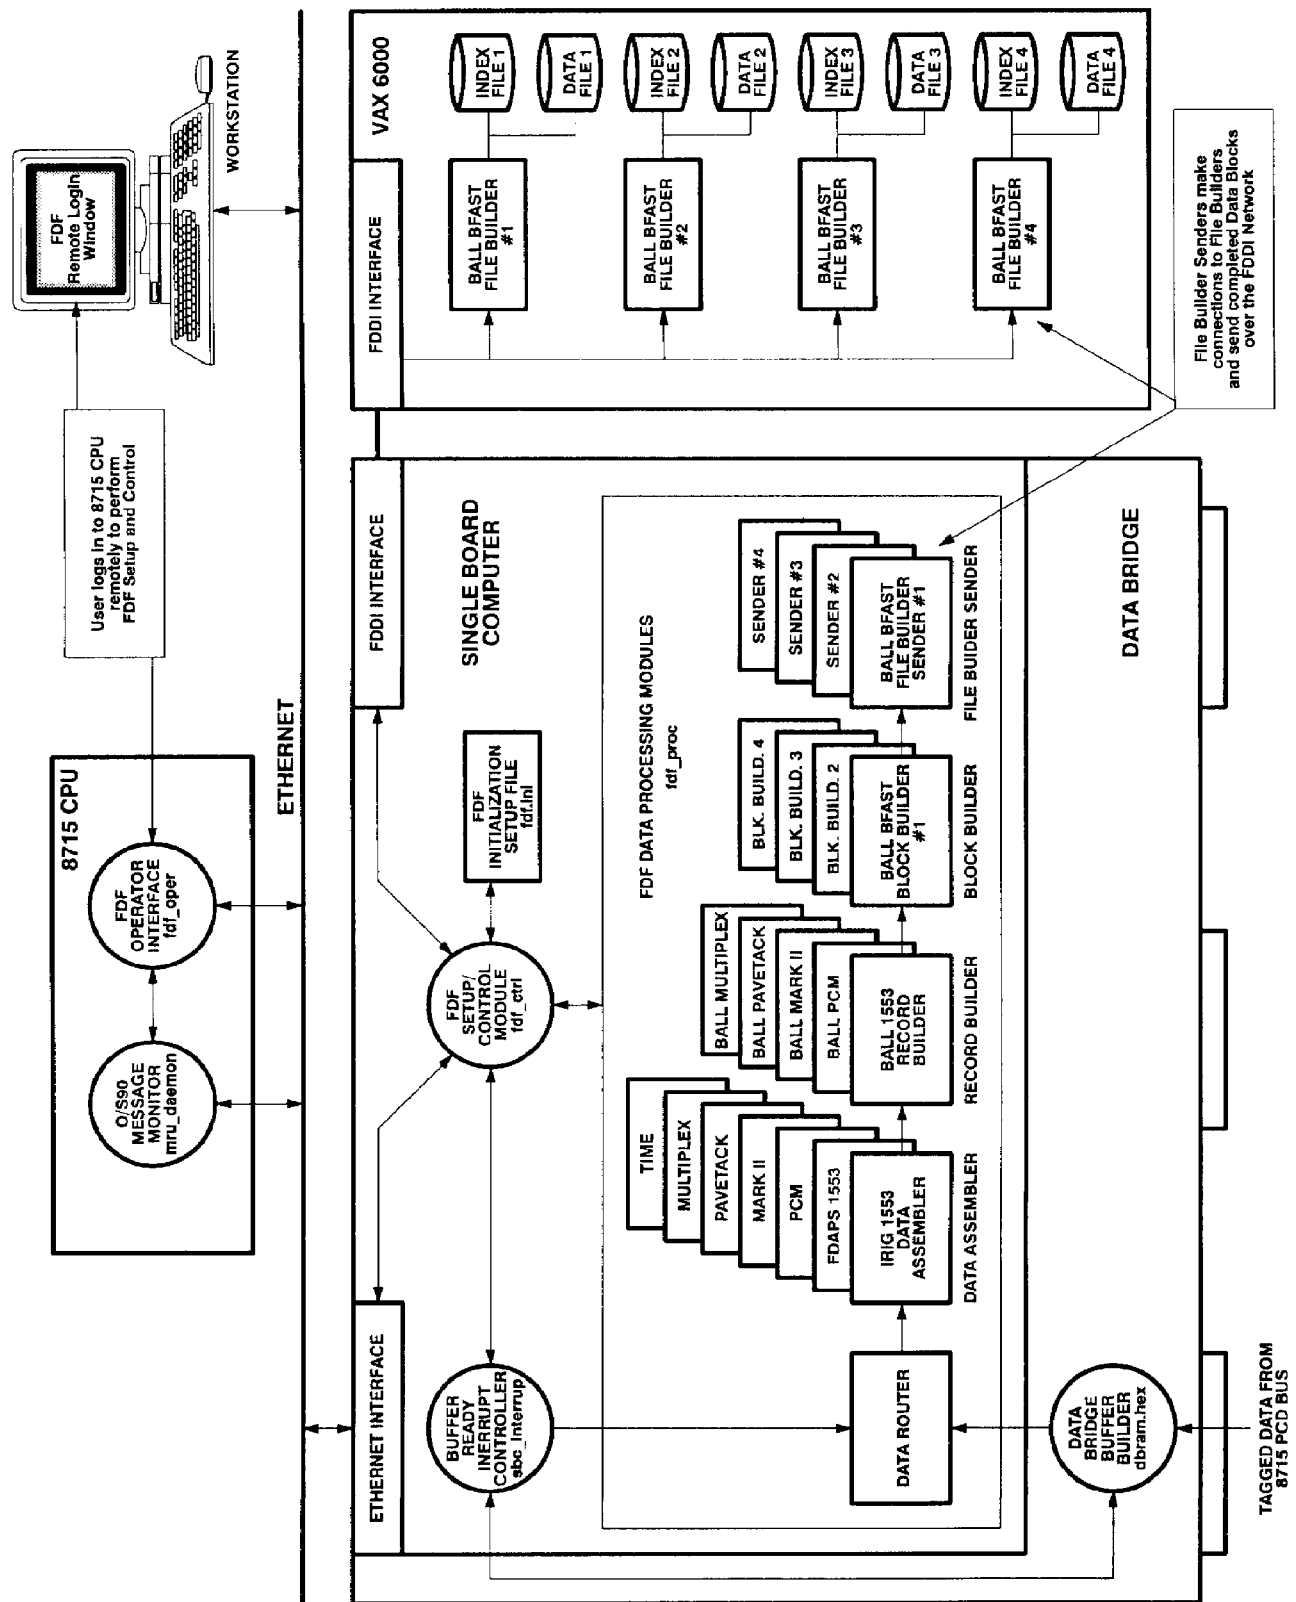 FDF
Remote Login
Window
WORKSTATION
User logs in to 8715 CPU
remotely to perform
FDF Setup and Control
8715 CPU
FDF
OPERATOR
INTERFACE
fdf_oper
O/S90
MESSAGE
MONITOR
mru_daemon
ETHERNET
VAX 6000
FDDI INTERFACE
BALL BFAST
FILE BUILDER
#1
INDEX
FILE 1
DATA
FILE 1
BALL BFAST
FILE BUILDER
#2
INDEX
FILE 2
DATA
FILE 2
BALL BFAST
FILE BUILDER
#3
INDEX
FILE 3
DATA
FILE 3
BALL BFAST
FILE BUILDER
#4
INDEX
FILE 4
DATA
FILE 4
File Builder Senders make
connections to File Builders
and send completed Data Blocks
over the FDDI Network
ETHERNET INTERFACE
FDDI INTERFACE
SINGLE BOARD
COMPUTER
BUFFER
READY
INERRUPT
CONTROLLER
sbc_Interrup
FDF
SETUP/
CONTROL
MODULE
fdf_ctrl
FDF
INITIALIZATION
SETUP FILE
fdf.InI
FDF DATA PROCESSING MODULES
fdf_proc
TIME
MULTIPLEX
PAVETACK
MARK II
PCM
FDAPS 1553
IRIG 1553
DATA
ASSEMBLER
DATA ASSEMBLER
BALL MULTIPLEX
BALL PAVETACK
BALL MARK II
BALL PCM
BALL 1553
RECORD
BUILDER
RECORD BUILDER
BLK. BUILD. 4
BLK. BUILD. 3
BLK. BUILD. 2
BALL BFAST
BLOCK BUILDER
#1
BLOCK BUILDER
SENDER #4
SENDER #3
SENDER #2
BALL BFAST
FILE BUILDER
SENDER #1
FILE BUIDER SENDER
DATA ROUTER
DATA BRIDGE
DATA
BRIDGE
BUFFER
BUILDER
dbram.hex
TAGGED DATA FROM
8715 PCD BUS